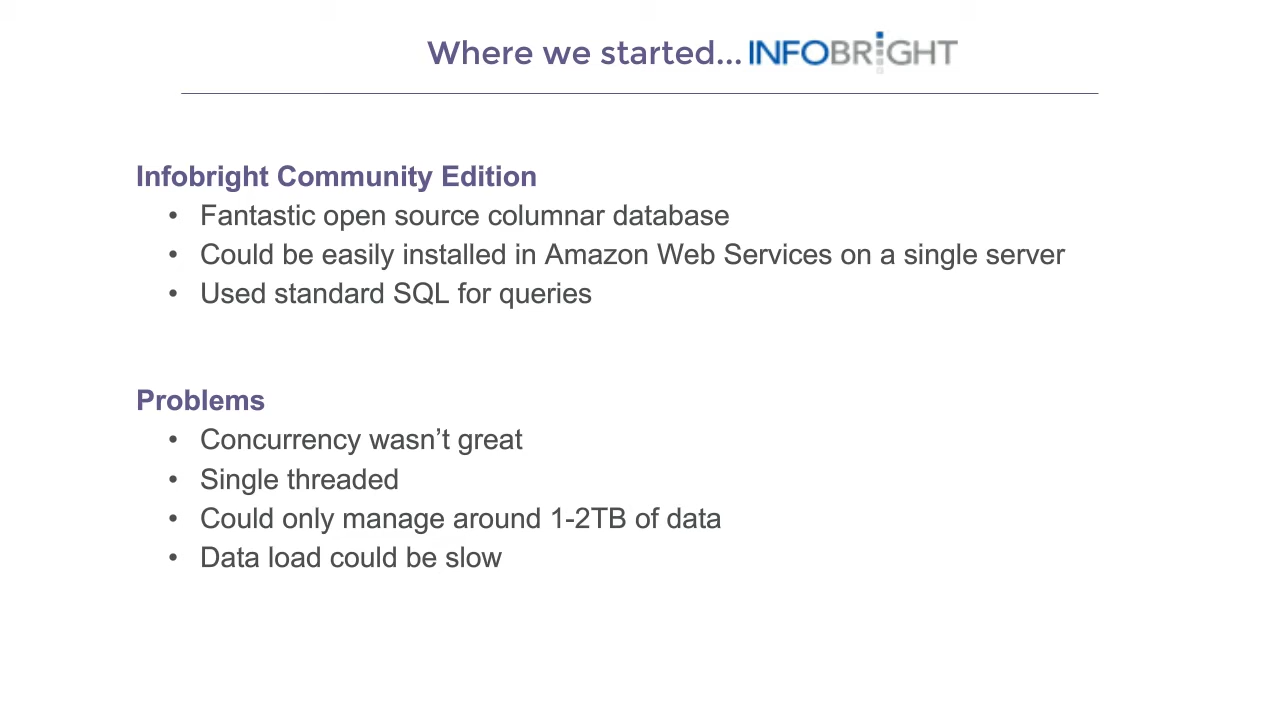 Where we started... INFOBRIGHT
Infobright Community Edition
• Fantastic open source columnar database
• Could be easily installed in Amazon Web Services on a single server
• Used standard SQL for queries
Problems
• Concurrency wasn’t great
• Single threaded
• Could only manage around 1-2TB of data
• Data load could be slow